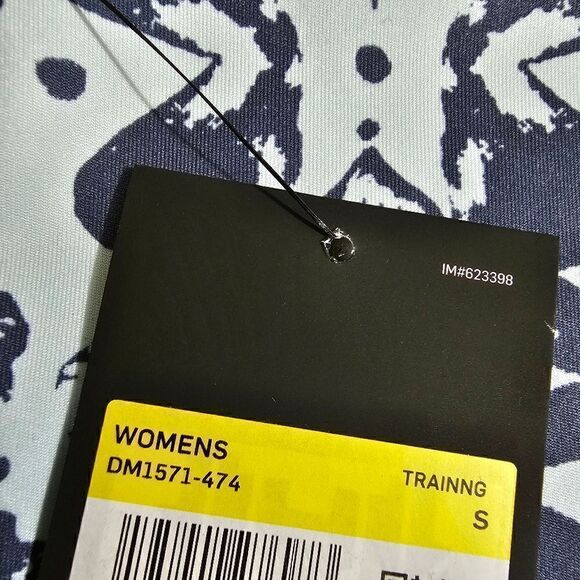 IM#623398
WOMENS
DM1571-474
TRAINNG
S